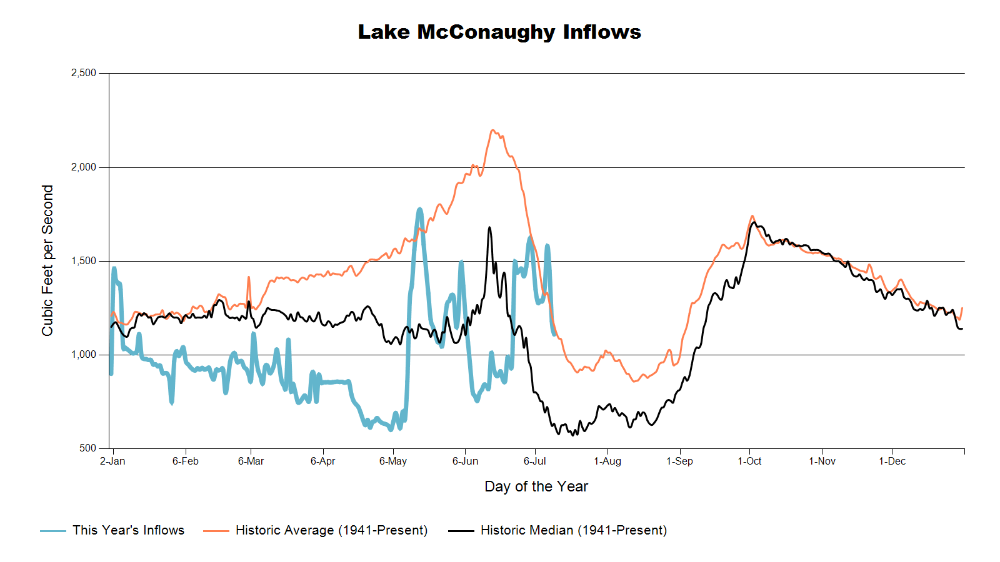 Lake McConaughy Inflows
2,500
2,000
1,500
1,000
500
Cubic Feet per Second
2-Jan 6-Feb 6-Mar 6-Apr 6-May 6-Jun 6-Jul 1-Aug 1-Sep 1-Oct 1-Nov 1-Dec
Day of the Year
This Year's Inflows Historic Average (1941-Present) Historic Median (1941-Present)